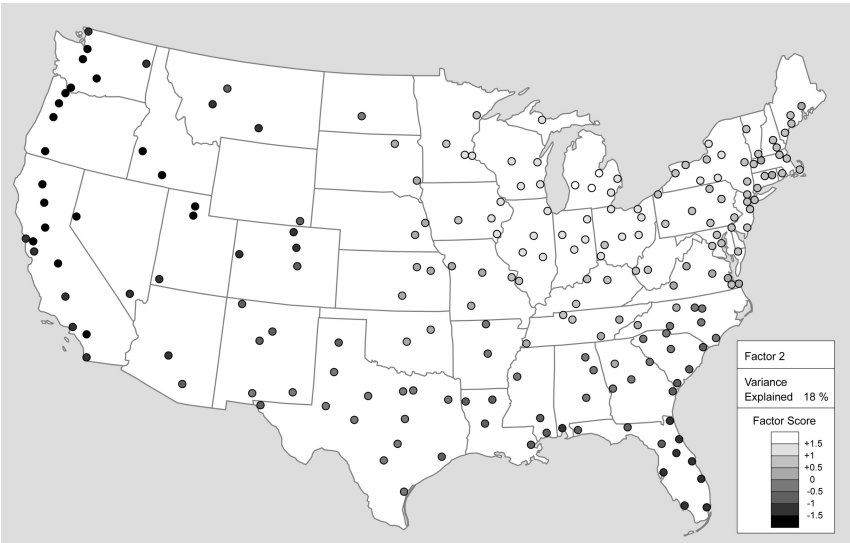 Factor 2
Variance
Explained 18 %
Factor Score
+1.5
+1
+0.5
0
-0.5
-1
-1.5